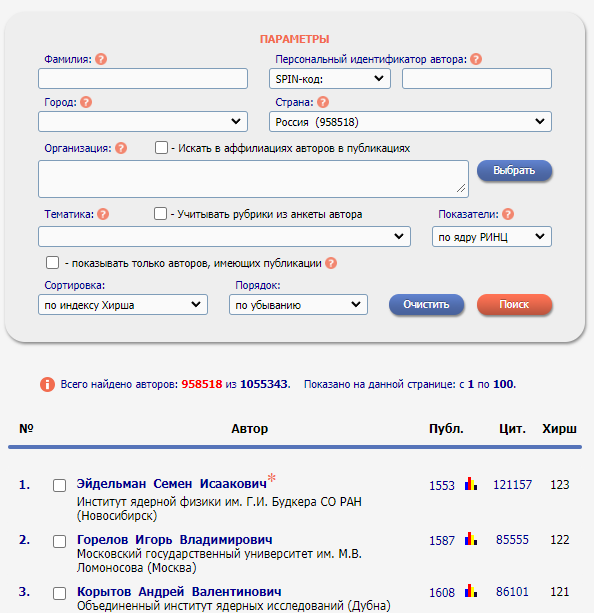 ПАРАМЕТРЫ
Фамилия: ? Персональный идентификатор автора: ?
SPIN-код:
Город: ? Страна: ?
Россия (958518)
Организация: ? - Искать в аффилиациях авторов в публикациях
Выбрать
Тематика: ? - Учитывать рубрики из анкеты автора Показатели: ?
по ядру РИНЦ
- показывать только авторов, имеющих публикации ?
Сортировка: Порядок:
по индексу Хирша по убыванию Очистить Поиск
i Всего найдено авторов: 958518 из 1055343. Показано на данной странице: с 1 по 100.
№ Автор Публ. Цит. Хирш
1. Эйдельман Семен Исаакович* 1553 121157 123
Институт ядерной физики им. Г.И. Будкера СО РАН
(Новосибирск)
2. Горелов Игорь Владимирович 1587 85555 122
Московский государственный университет им. М.В.
Ломоносова (Москва)
3. Корытов Андрей Валентинович 1608 86101 121
Объединенный институт ядерных исследований (Дубна)